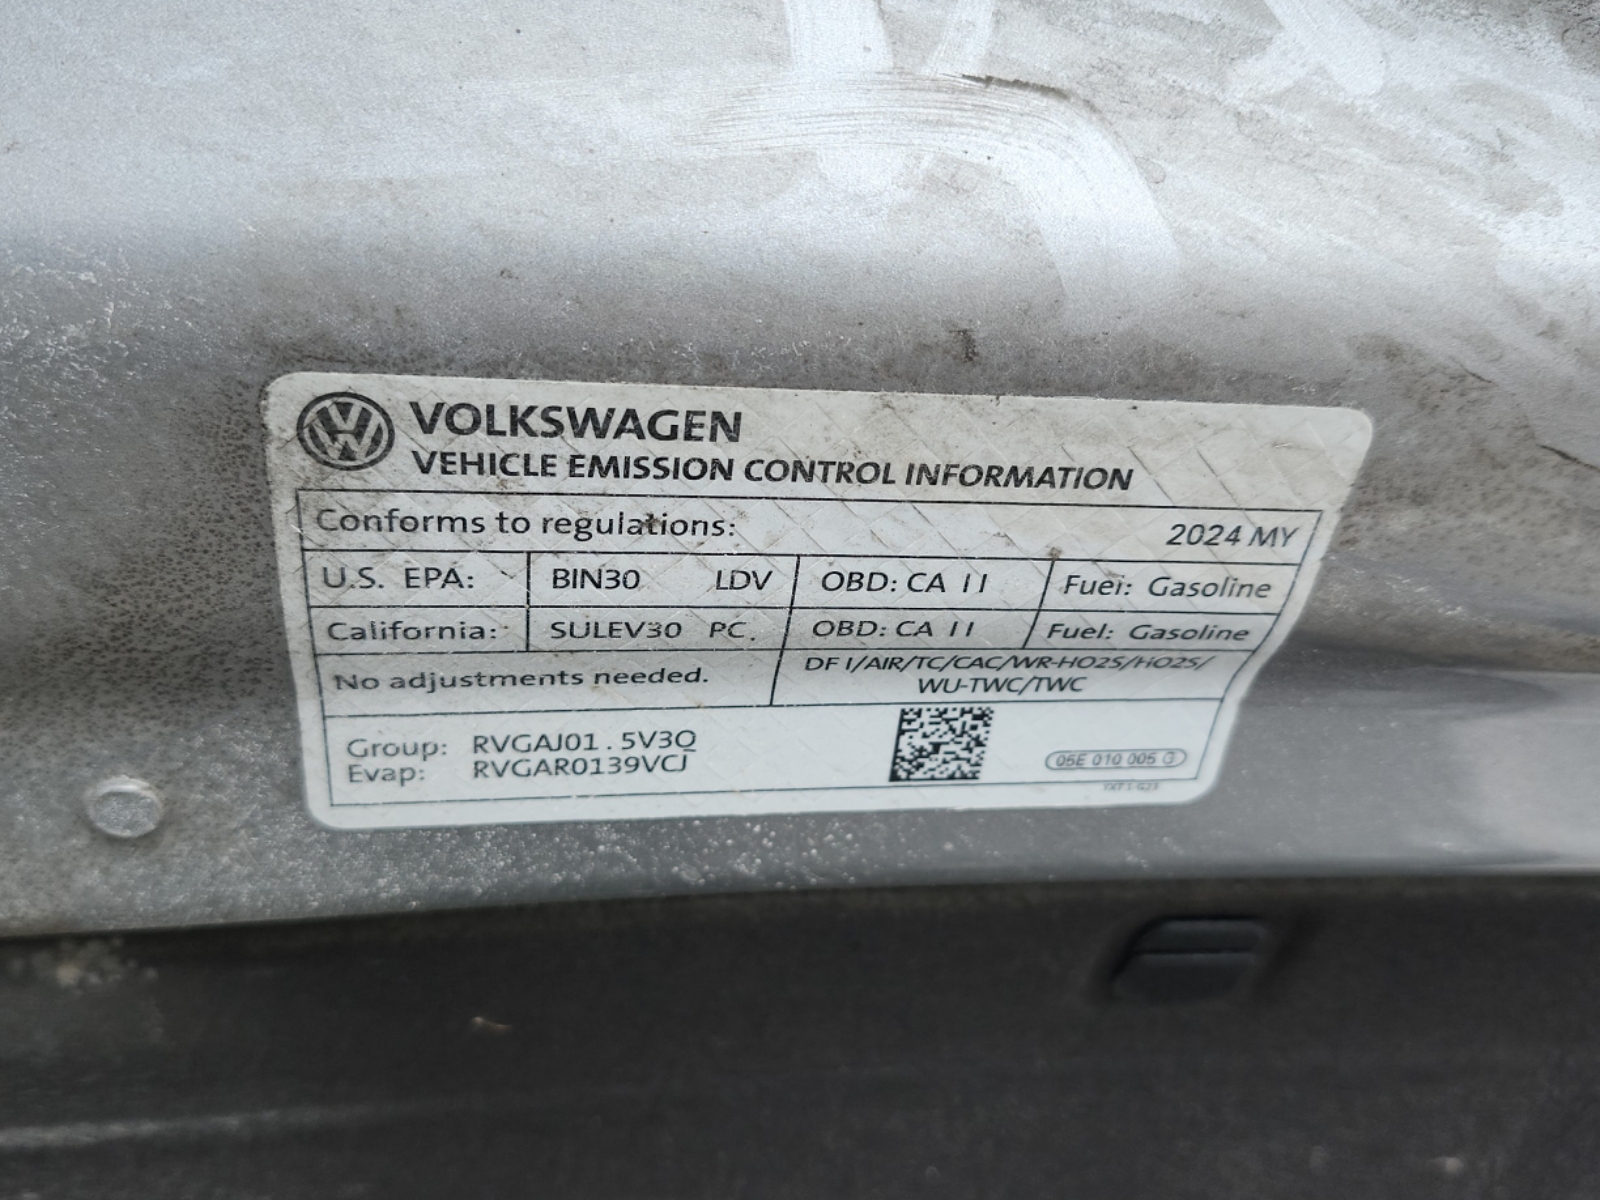 VOLKSWAGEN
VEHICLE EMISSION CONTROL INFORMATION
Conforms to regulations: 2024 MY
U.S. EPA: BIN30 LDV OBD: CA II Fuel: Gasoline
California: SULEV30 PC. OBD: CA II Fuel: Gasoline
No adjustments needed. DFI/AIR/TC/CAC/WR-HO2S/HO2S/
WU-TWC/TWC
Group: RVGAJ01.5V3Q
Evap: RVGAR0139VCJ
05E 010 005